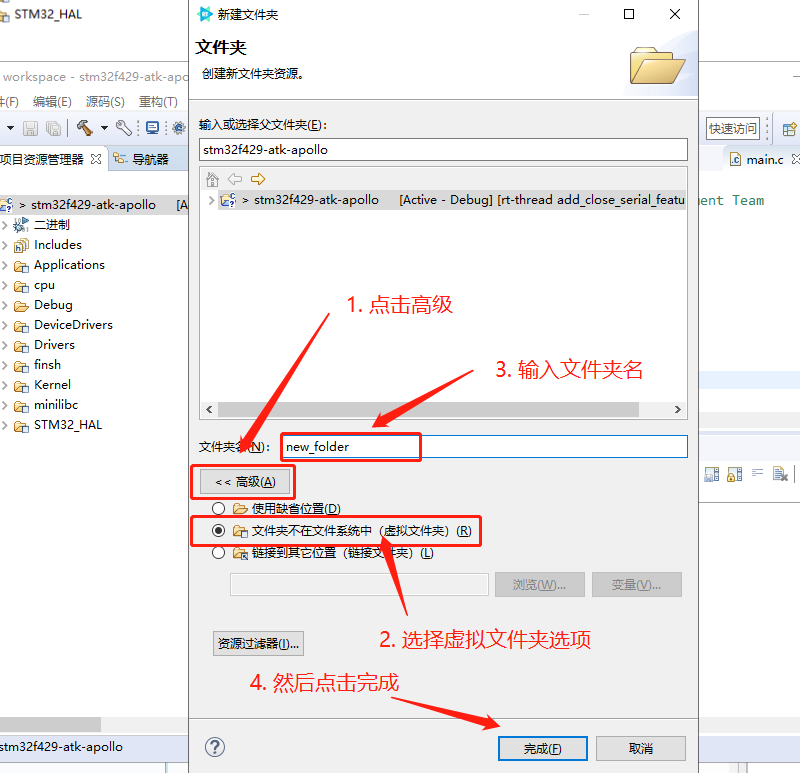 STM32_HAL
新建文件夹
文件夹
创建新文件夹资源。
workspace - stm32f429-atk-apo
件(F) 编辑(E) 源码(S) 重构(T)
输入或选择父文件夹(E):
stm32f429-atk-apollo
快速访问
项目资源管理器 导航器
main.c
> stm32f429-atk-apollo [A
> stm32f429-atk-apollo [Active - Debug] [rt-thread add_close_serial_featu
ment Team
二进制
Includes
Applications
cpu
Debug
DeviceDrivers
Drivers
finsh
Kernel
minilibc
STM32_HAL
1. 点击高级
3. 输入文件夹名
文件夹名(N):
new_folder
<< 高级(A)
使用缺省位置(D)
文件夹不在文件系统中（虚拟文件夹）(R)
链接到其它位置（链接文件夹）(L)
浏览(W)... 变量(V)...
2. 选择虚拟文件夹选项
资源过滤器(I)...
4. 然后点击完成
stm32f429-atk-apollo
完成(F) 取消